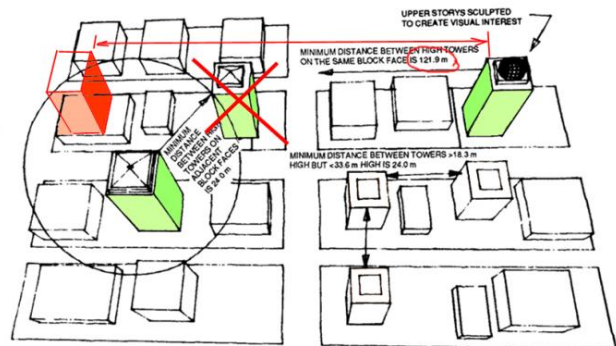 UPPER STORYS SCULPTED
TO CREATE VISUAL INTEREST
MINIMUM DISTANCE BETWEEN HIGH TOWERS
ON THE SAME BLOCK FACE IS 121.9 m
MINIMUM
DISTANCE
BETWEEN HIGH
TOWERS ON
ADJACENT
BLOCK FACES
IS 24.0 m
MINIMUM DISTANCE BETWEEN TOWERS >18.3 m
HIGH BUT <33.6 m HIGH IS 24.0 m